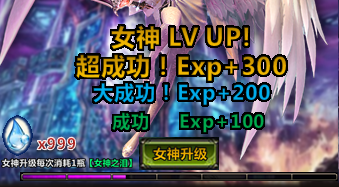 女神 LV UP!
超成功！Exp+300
大成功！Exp+200
成功 Exp+100
x999
女神升级每次消耗1瓶【女神之泪】
女神升级